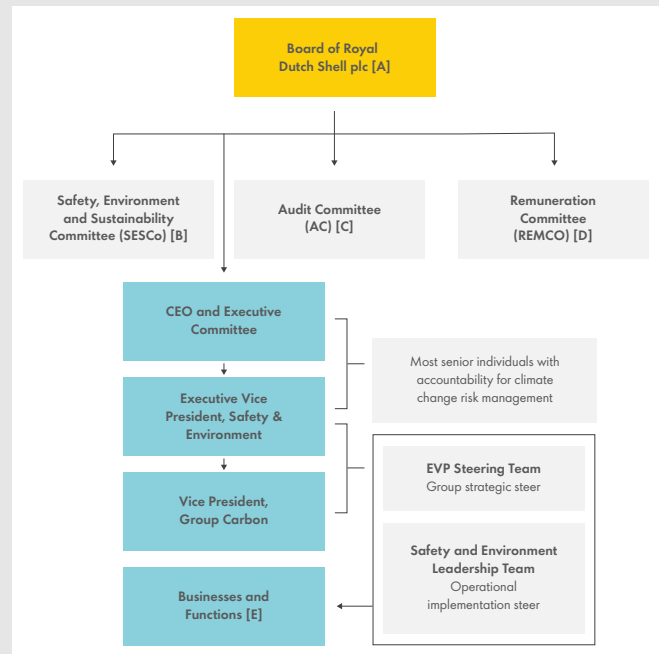 Board of Royal
Dutch Shell plc [A]
Safety, Environment
and Sustainability
Committee (SESCo) [B]
Audit Committee
(AC) [C]
Remuneration
Committee
(REMCO) [D]
CEO and Executive
Committee
Most senior individuals with
accountability for climate
change risk management
Executive Vice
President, Safety &
Environment
EVP Steering Team
Group strategic steer
Vice President,
Group Carbon
Safety and Environment
Leadership Team
Operational
implementation steer
Businesses and
Functions [E]